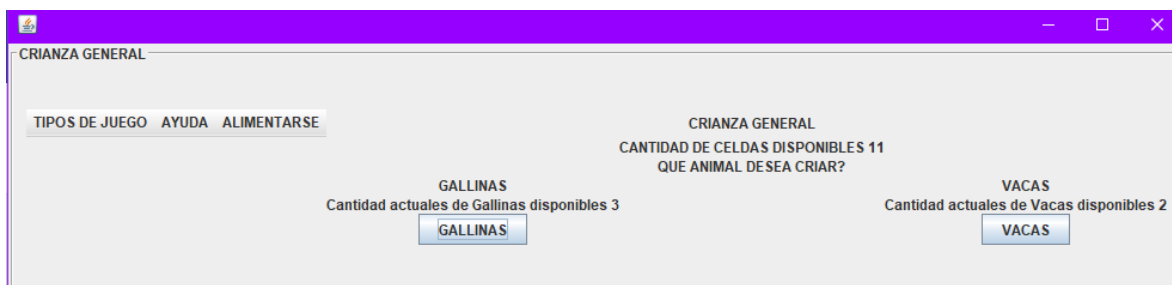 CRIANZA GENERAL
TIPOS DE JUEGO AYUDA ALIMENTARSE
CRIANZA GENERAL
CANTIDAD DE CELDAS DISPONIBLES 11
QUE ANIMAL DESEA CRIAR?
GALLINAS
Cantidad actuales de Gallinas disponibles 3
GALLINAS
VACAS
Cantidad actuales de Vacas disponibles 2
VACAS